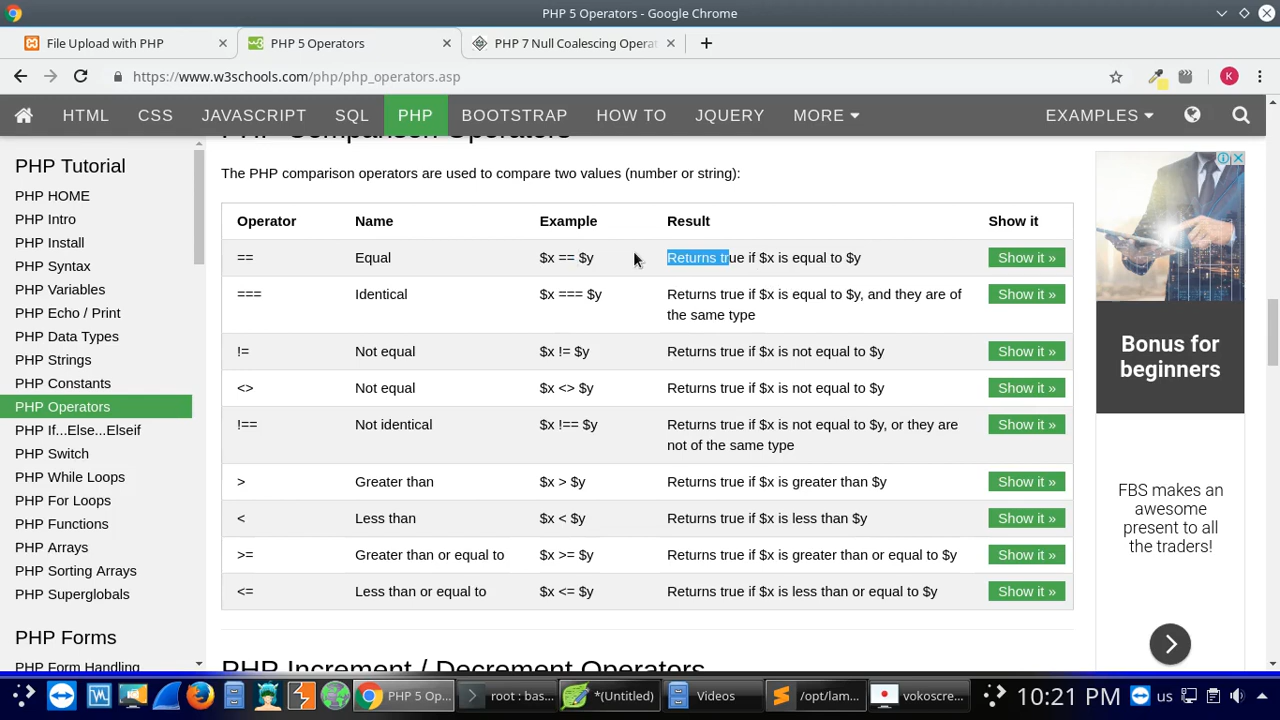 PHP 5 Operators - Google Chrome
File Upload with PHP
PHP 5 Operators
PHP 7 Null Coalescing Operat
https://www.w3schools.com/php/php_operators.asp
K
HTML CSS JAVASCRIPT SQL PHP BOOTSTRAP HOW TO JQUERY MORE EXAMPLES
PHP Tutorial
PHP HOME
PHP Intro
PHP Install
PHP Syntax
PHP Variables
PHP Echo / Print
PHP Data Types
PHP Strings
PHP Constants
PHP Operators
PHP If...Else...Elseif
PHP Switch
PHP While Loops
PHP For Loops
PHP Functions
PHP Arrays
PHP Sorting Arrays
PHP Superglobals
PHP Forms
PHP Form Handling
PHP Comparison Operators
The PHP comparison operators are used to compare two values (number or string):
Operator Name Example Result Show it
== Equal $x == $y Returns true if $x is equal to $y Show it »
=== Identical $x === $y Returns true if $x is equal to $y, and they are of Show it »
the same type
!= Not equal $x != $y Returns true if $x is not equal to $y Show it »
<> Not equal $x <> $y Returns true if $x is not equal to $y Show it »
!== Not identical $x !== $y Returns true if $x is not equal to $y, or they are Show it »
not of the same type
> Greater than $x > $y Returns true if $x is greater than $y Show it »
< Less than $x < $y Returns true if $x is less than $y Show it »
>= Greater than or equal to $x >= $y Returns true if $x is greater than or equal to $y Show it »
<= Less than or equal to $x <= $y Returns true if $x is less than or equal to $y Show it »
PHP Increment / Decrement Operators
Bonus for
beginners
FBS makes an
awesome
present to all
the traders!
PHP 5 Op... root : bas... *(Untitled) Videos /opt/lam... vokoscre... 10:21 PM us